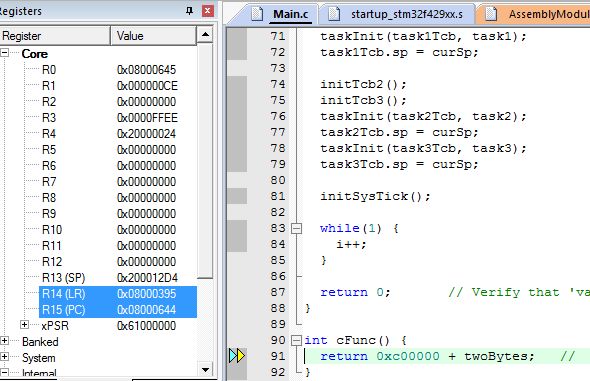 Registers
Register Value
Core
R0 0x08000645
R1 0x000000CE
R2 0x00000000
R3 0x0000FFEE
R4 0x20000024
R5 0x00000000
R6 0x00000000
R7 0x00000000
R8 0x00000000
R9 0x00000000
R10 0x00000000
R11 0x00000000
R12 0x00000000
R13 (SP) 0x200012D4
R14 (LR) 0x08000395
R15 (PC) 0x08000644
xPSR 0x61000000
Banked
System
Internal
Main.c startup_stm32f429xx.s AssemblyModul
71 taskInit(task1Tcb, task1);
72 task1Tcb.sp = curSp;
73
74 initTcb2();
75 initTcb3();
76 taskInit(task2Tcb, task2);
77 task2Tcb.sp = curSp;
78 taskInit(task3Tcb, task3);
79 task3Tcb.sp = curSp;
80
81 initSysTick();
82
83 while(1) {
84 i++;
85 }
86
87 return 0; // Verify that 'va
88 }
89
90 int cFunc() {
91 return 0xc00000 + twoBytes; //
92 }